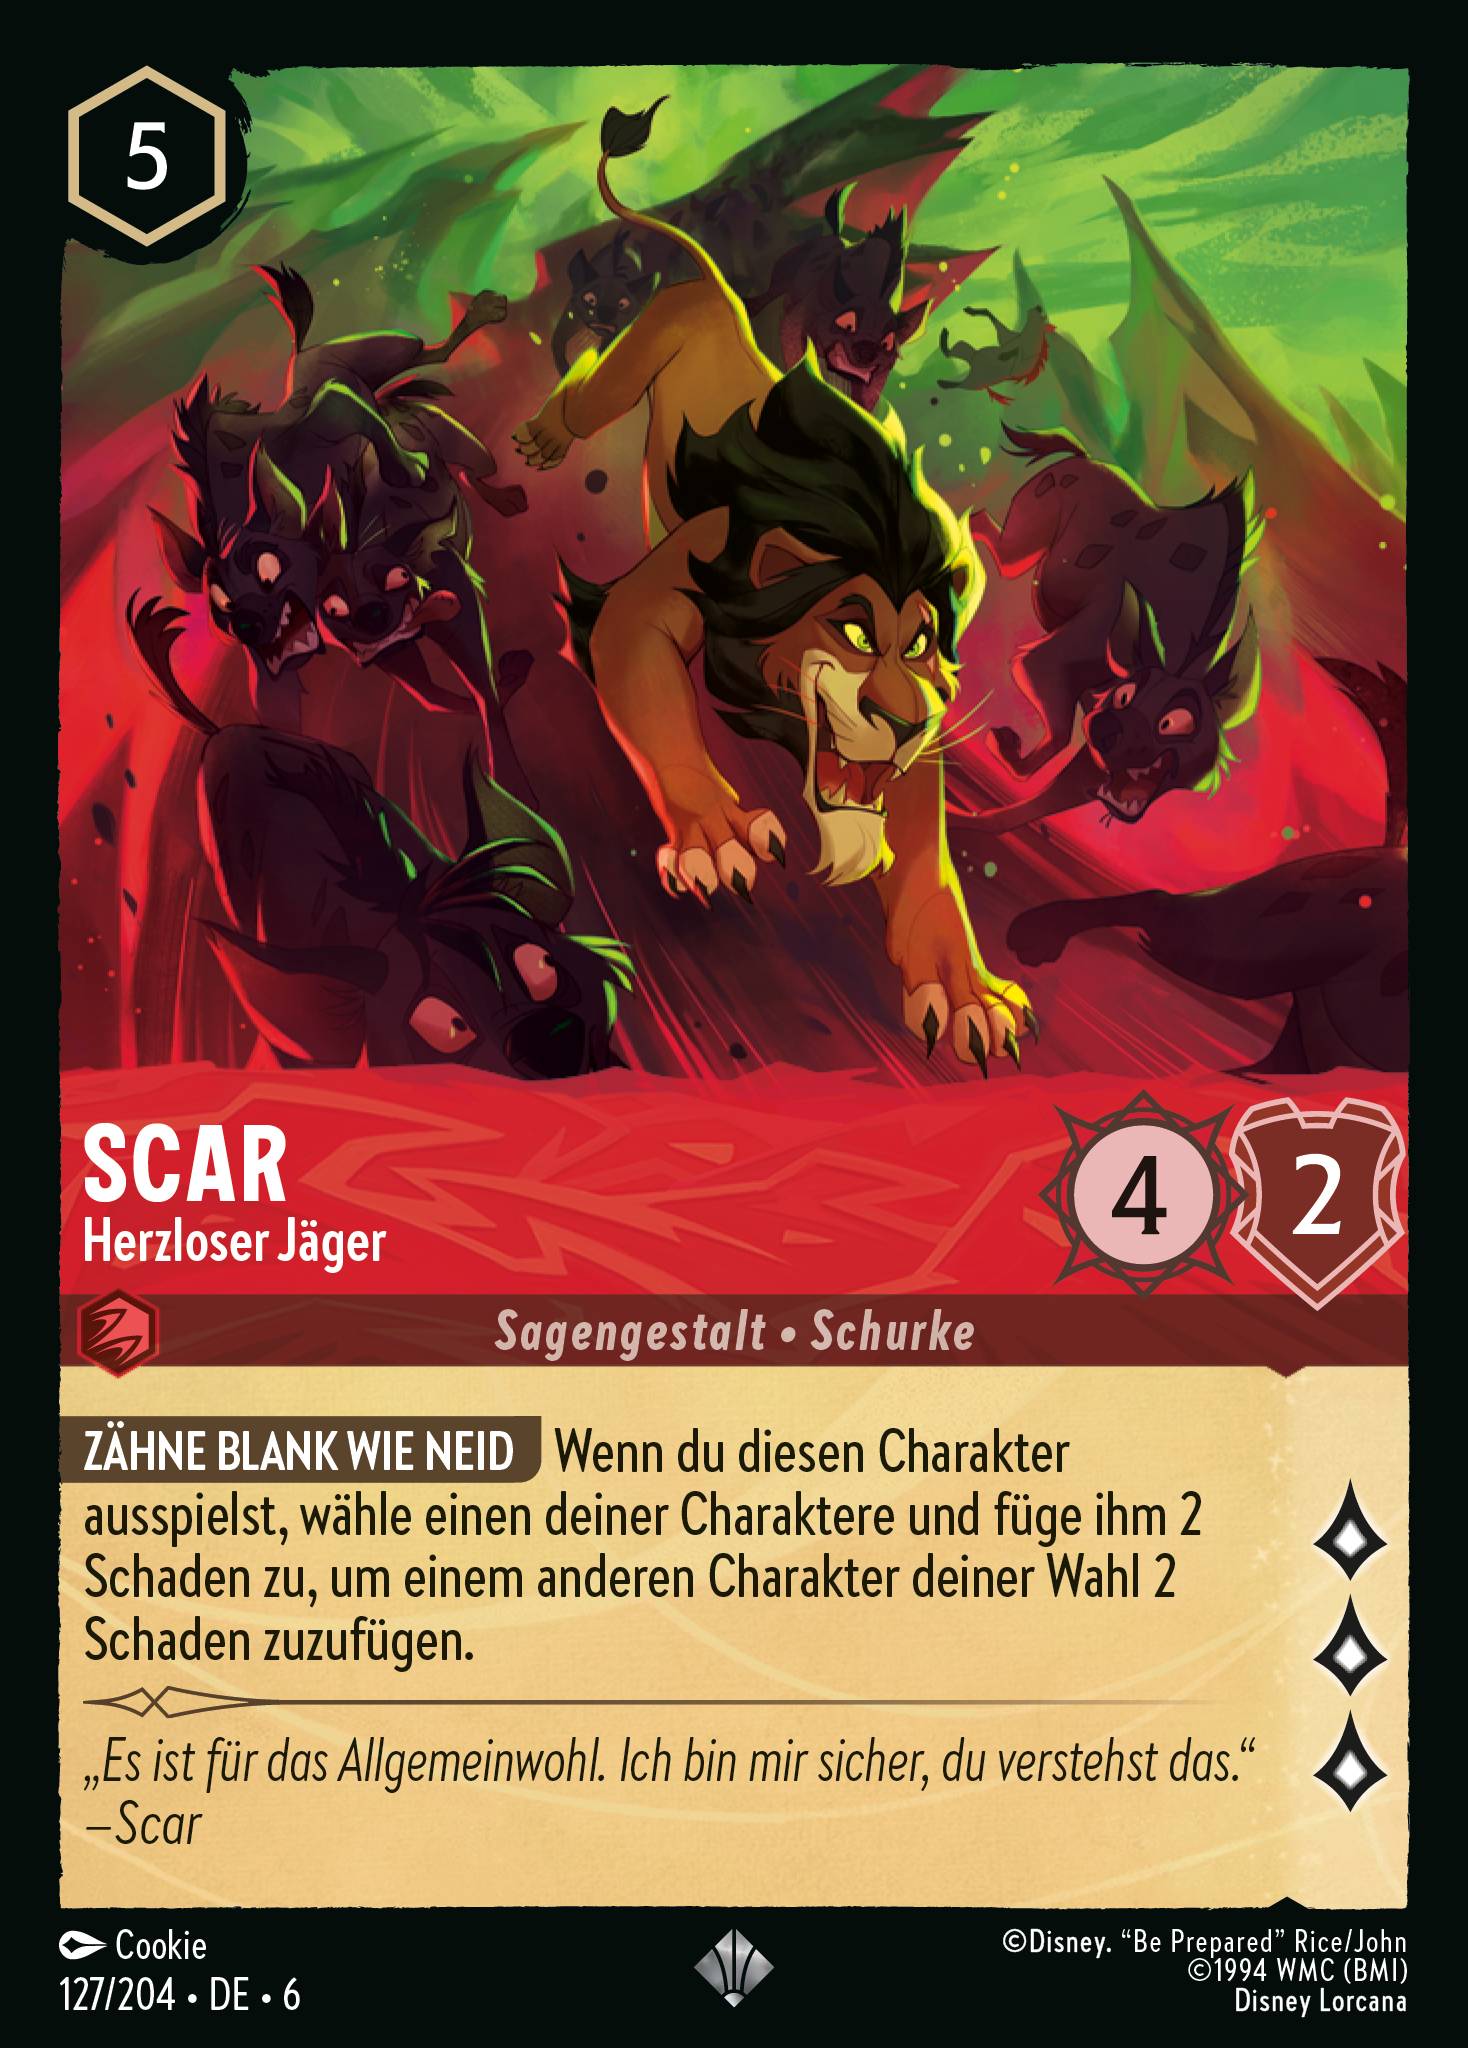 5
SCAR
Herzloser Jäger
4
2
Sagengestalt • Schurke
ZÄHNE BLANK WIE NEID Wenn du diesen Charakter
ausspielst, wähle einen deiner Charaktere und füge ihm 2
Schaden zu, um einem anderen Charakter deiner Wahl 2
Schaden zuzufügen.
„Es ist für das Allgemeinwohl. Ich bin mir sicher, du verstehst das.“
–Scar
Cookie
127/204 • DE • 6
©Disney. “Be Prepared” Rice/John
©1994 WMC (BMI)
Disney Lorcana